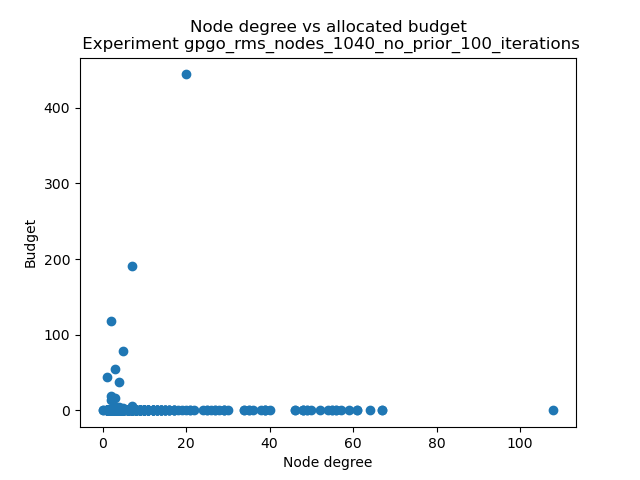 Node degree vs allocated budget
Experiment gpgo_rms_nodes_1040_no_prior_100_iterations
400
300
200
100
0
Budget
0
20
40
60
80
100
Node degree